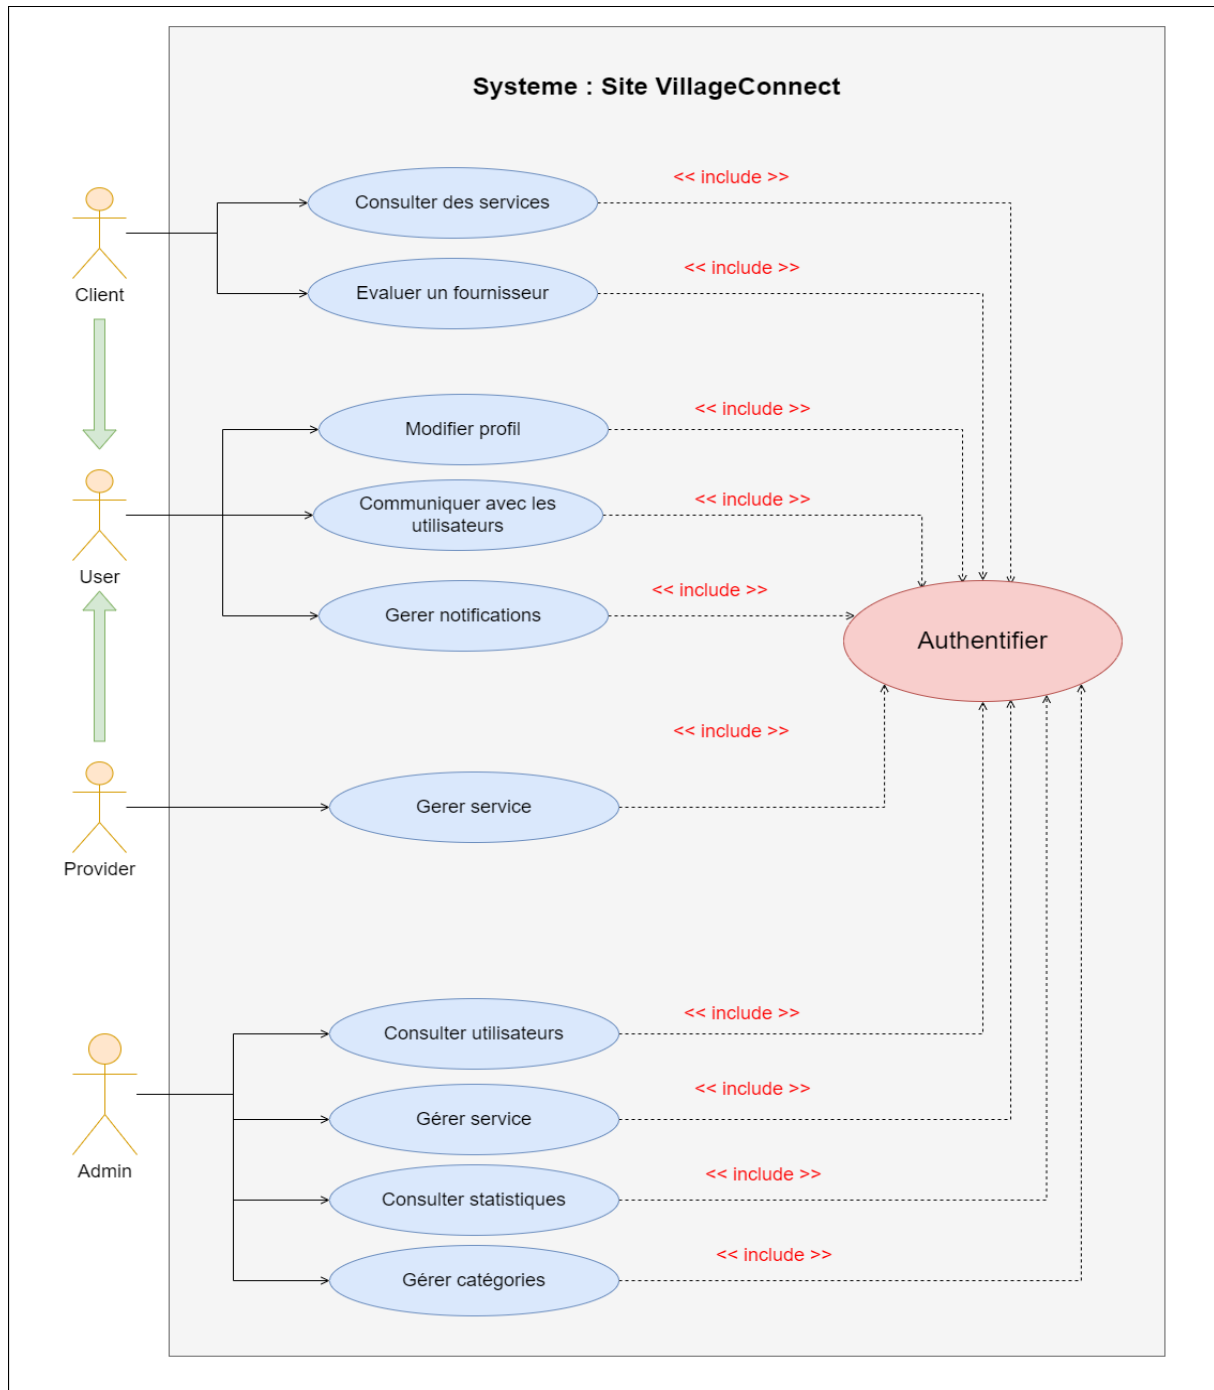 Systeme : Site VillageConnect
<< include >>
Consulter des services
<< include >>
Evaluer un fournisseur
Client
<< include >>
Modifier profil
<< include >>
Communiquer avec les
utilisateurs
User
<< include >>
Gerer notifications
Authentifier
<< include >>
Gerer service
Provider
<< include >>
Consulter utilisateurs
<< include >>
Gérer service
Admin
<< include >>
Consulter statistiques
<< include >>
Gérer catégories